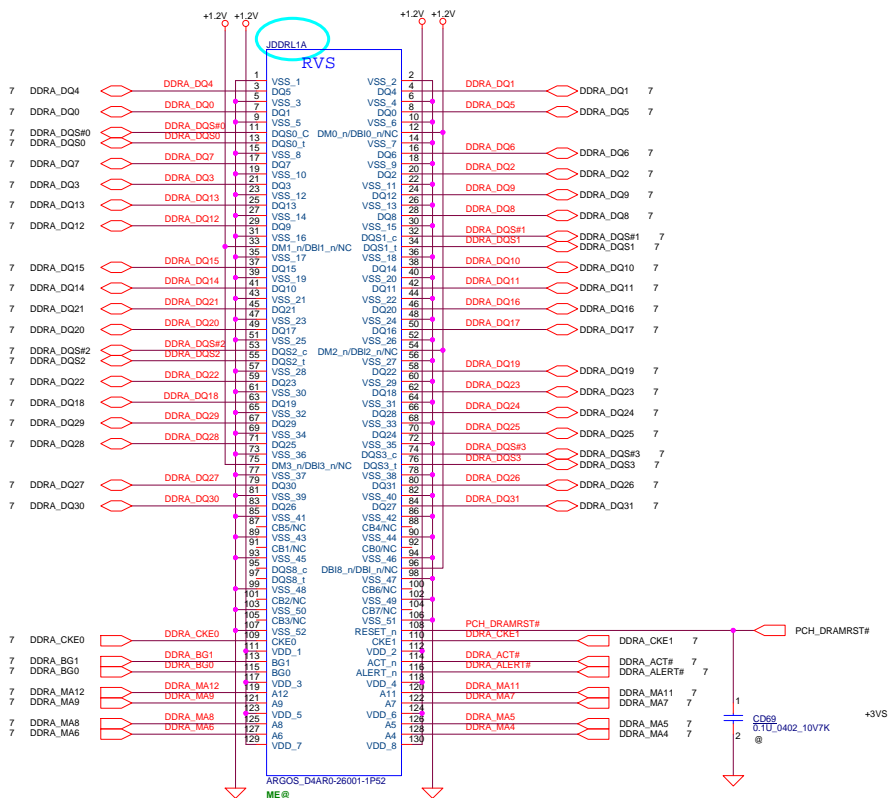 +1.2V +1.2V +1.2V +1.2V
JDDRL1A
RVS
1 VSS_1 VSS_2 2
7 DDRA_DQ4 DDRA_DQ4 3 DQ5 DQ4 4 DDRA_DQ1 DDRA_DQ1 7
5 VSS_3 VSS_4 6
7 DDRA_DQ0 DDRA_DQ0 7 DQ1 DQ0 8 DDRA_DQ5 DDRA_DQ5 7
9 VSS_5 VSS_6 10
7 DDRA_DQS#0 DDRA_DQS#0 11 DQS0_C DM0_n/DBI0_n/NC 12
7 DDRA_DQS0 DDRA_DQS0 13 DQS0_t VSS_7 14
15 VSS_8 DQ6 16 DDRA_DQ6 DDRA_DQ6 7
7 DDRA_DQ7 DDRA_DQ7 17 DQ7 VSS_9 18
19 VSS_10 DQ2 20 DDRA_DQ2 DDRA_DQ2 7
7 DDRA_DQ3 DDRA_DQ3 21 DQ3 VSS_11 22
23 VSS_12 DQ12 24 DDRA_DQ9 DDRA_DQ9 7
7 DDRA_DQ13 DDRA_DQ13 25 DQ13 VSS_13 26
27 VSS_14 DQ8 28 DDRA_DQ8 DDRA_DQ8 7
7 DDRA_DQ12 DDRA_DQ12 29 DQ9 VSS_15 30
31 VSS_16 DQS1_c 32 DDRA_DQS#1 DDRA_DQS#1 7
33 DM1_n/DBI1_n/NC DQS1_t 34 DDRA_DQS1 DDRA_DQS1 7
35 VSS_17 VSS_18 36
7 DDRA_DQ15 DDRA_DQ15 37 DQ15 DQ14 38 DDRA_DQ10 DDRA_DQ10 7
39 VSS_19 VSS_20 40
7 DDRA_DQ14 DDRA_DQ14 41 DQ10 DQ11 42 DDRA_DQ11 DDRA_DQ11 7
43 VSS_21 VSS_22 44
7 DDRA_DQ21 DDRA_DQ21 45 DQ21 DQ20 46 DDRA_DQ16 DDRA_DQ16 7
47 VSS_23 VSS_24 48
7 DDRA_DQ20 DDRA_DQ20 49 DQ17 DQ16 50 DDRA_DQ17 DDRA_DQ17 7
51 VSS_25 VSS_26 52
7 DDRA_DQS#2 DDRA_DQS#2 53 DQS2_c DM2_n/DBI2_n/NC 54
7 DDRA_DQS2 DDRA_DQS2 55 DQS2_t VSS_27 56
57 VSS_28 DQ22 58 DDRA_DQ19 DDRA_DQ19 7
7 DDRA_DQ22 DDRA_DQ22 59 DQ23 VSS_29 60
61 VSS_30 DQ18 62 DDRA_DQ23 DDRA_DQ23 7
7 DDRA_DQ18 DDRA_DQ18 63 DQ19 VSS_31 64
65 VSS_32 DQ28 66 DDRA_DQ24 DDRA_DQ24 7
7 DDRA_DQ29 DDRA_DQ29 67 DQ29 VSS_33 68
69 VSS_34 DQ24 70 DDRA_DQ25 DDRA_DQ25 7
7 DDRA_DQ28 DDRA_DQ28 71 DQ25 VSS_35 72
73 VSS_36 DQS3_c 74 DDRA_DQS#3 DDRA_DQS#3 7
75 DM3_n/DBI3_n/NC DQS3_t 76 DDRA_DQS3 DDRA_DQS3 7
77 VSS_37 VSS_38 78
7 DDRA_DQ27 DDRA_DQ27 79 DQ30 DQ31 80 DDRA_DQ26 DDRA_DQ26 7
81 VSS_39 VSS_40 82
7 DDRA_DQ30 DDRA_DQ30 83 DQ26 DQ27 84 DDRA_DQ31 DDRA_DQ31 7
85 VSS_41 VSS_42 86
87 CB5/NC CB4/NC 88
89 VSS_43 VSS_44 90
91 CB1/NC CB0/NC 92
93 VSS_45 VSS_46 94
95 DQS8_c DBI8_n/DBI_n/NC 96
97 DQS8_t VSS_47 98
99 VSS_48 CB6/NC 100
101 CB2/NC VSS_49 102
103 VSS_50 CB7/NC 104
105 CB3/NC VSS_51 106
107 VSS_52 RESET_n 108 PCH_DRAMRST# PCH_DRAMRST#
7 DDRA_CKE0 DDRA_CKE0 109 CKE0 CKE1 110 DDRA_CKE1 DDRA_CKE1 7
111 VDD_1 VDD_2 112
7 DDRA_BG1 DDRA_BG1 113 BG1 ACT_n 114 DDRA_ACT# DDRA_ACT# 7
7 DDRA_BG0 DDRA_BG0 115 BG0 ALERT_n 116 DDRA_ALERT# DDRA_ALERT# 7
117 VDD_3 VDD_4 118
7 DDRA_MA12 DDRA_MA12 119 A12 A11 120 DDRA_MA11 DDRA_MA11 7
7 DDRA_MA9 DDRA_MA9 121 A9 A7 122 DDRA_MA7 DDRA_MA7 7
123 VDD_5 VDD_6 124
7 DDRA_MA8 DDRA_MA8 125 A8 A5 126 DDRA_MA5 DDRA_MA5 7
7 DDRA_MA6 DDRA_MA6 127 A6 A4 128 DDRA_MA4 DDRA_MA4 7
129 VDD_7 VDD_8 130
1
+3VS
CD69
0.1U_0402_10V7K
2
@
ARGOS_D4AR0-26001-1P52
ME@